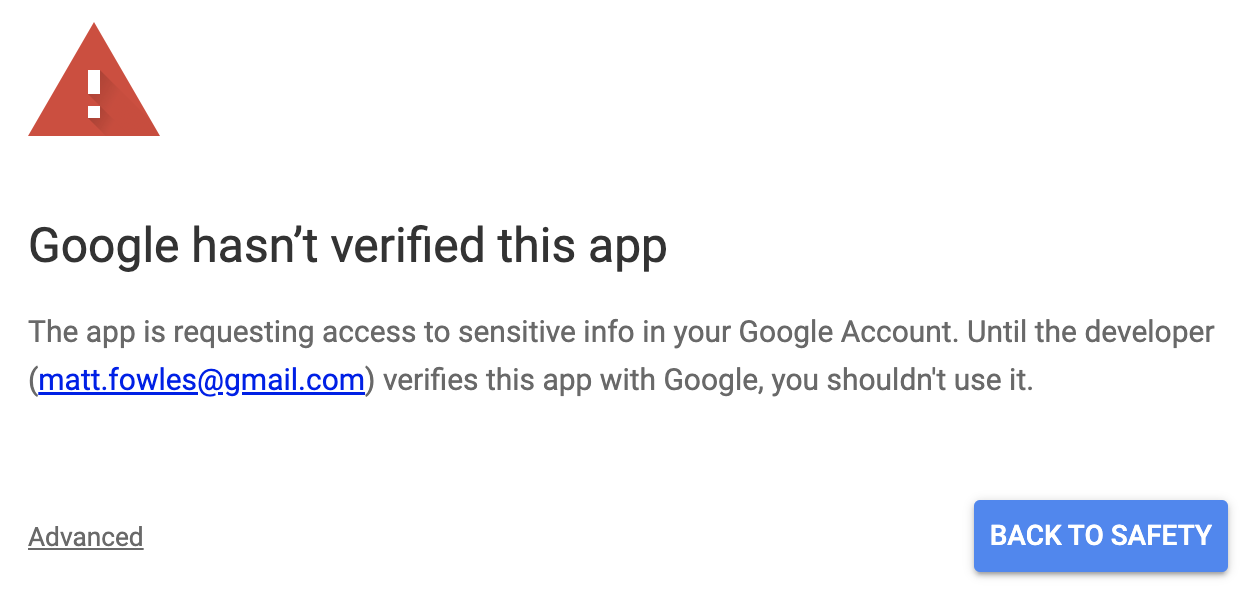 Google hasn’t verified this app
The app is requesting access to sensitive info in your Google Account. Until the developer
(matt.fowles@gmail.com) verifies this app with Google, you shouldn't use it.
Advanced
BACK TO SAFETY